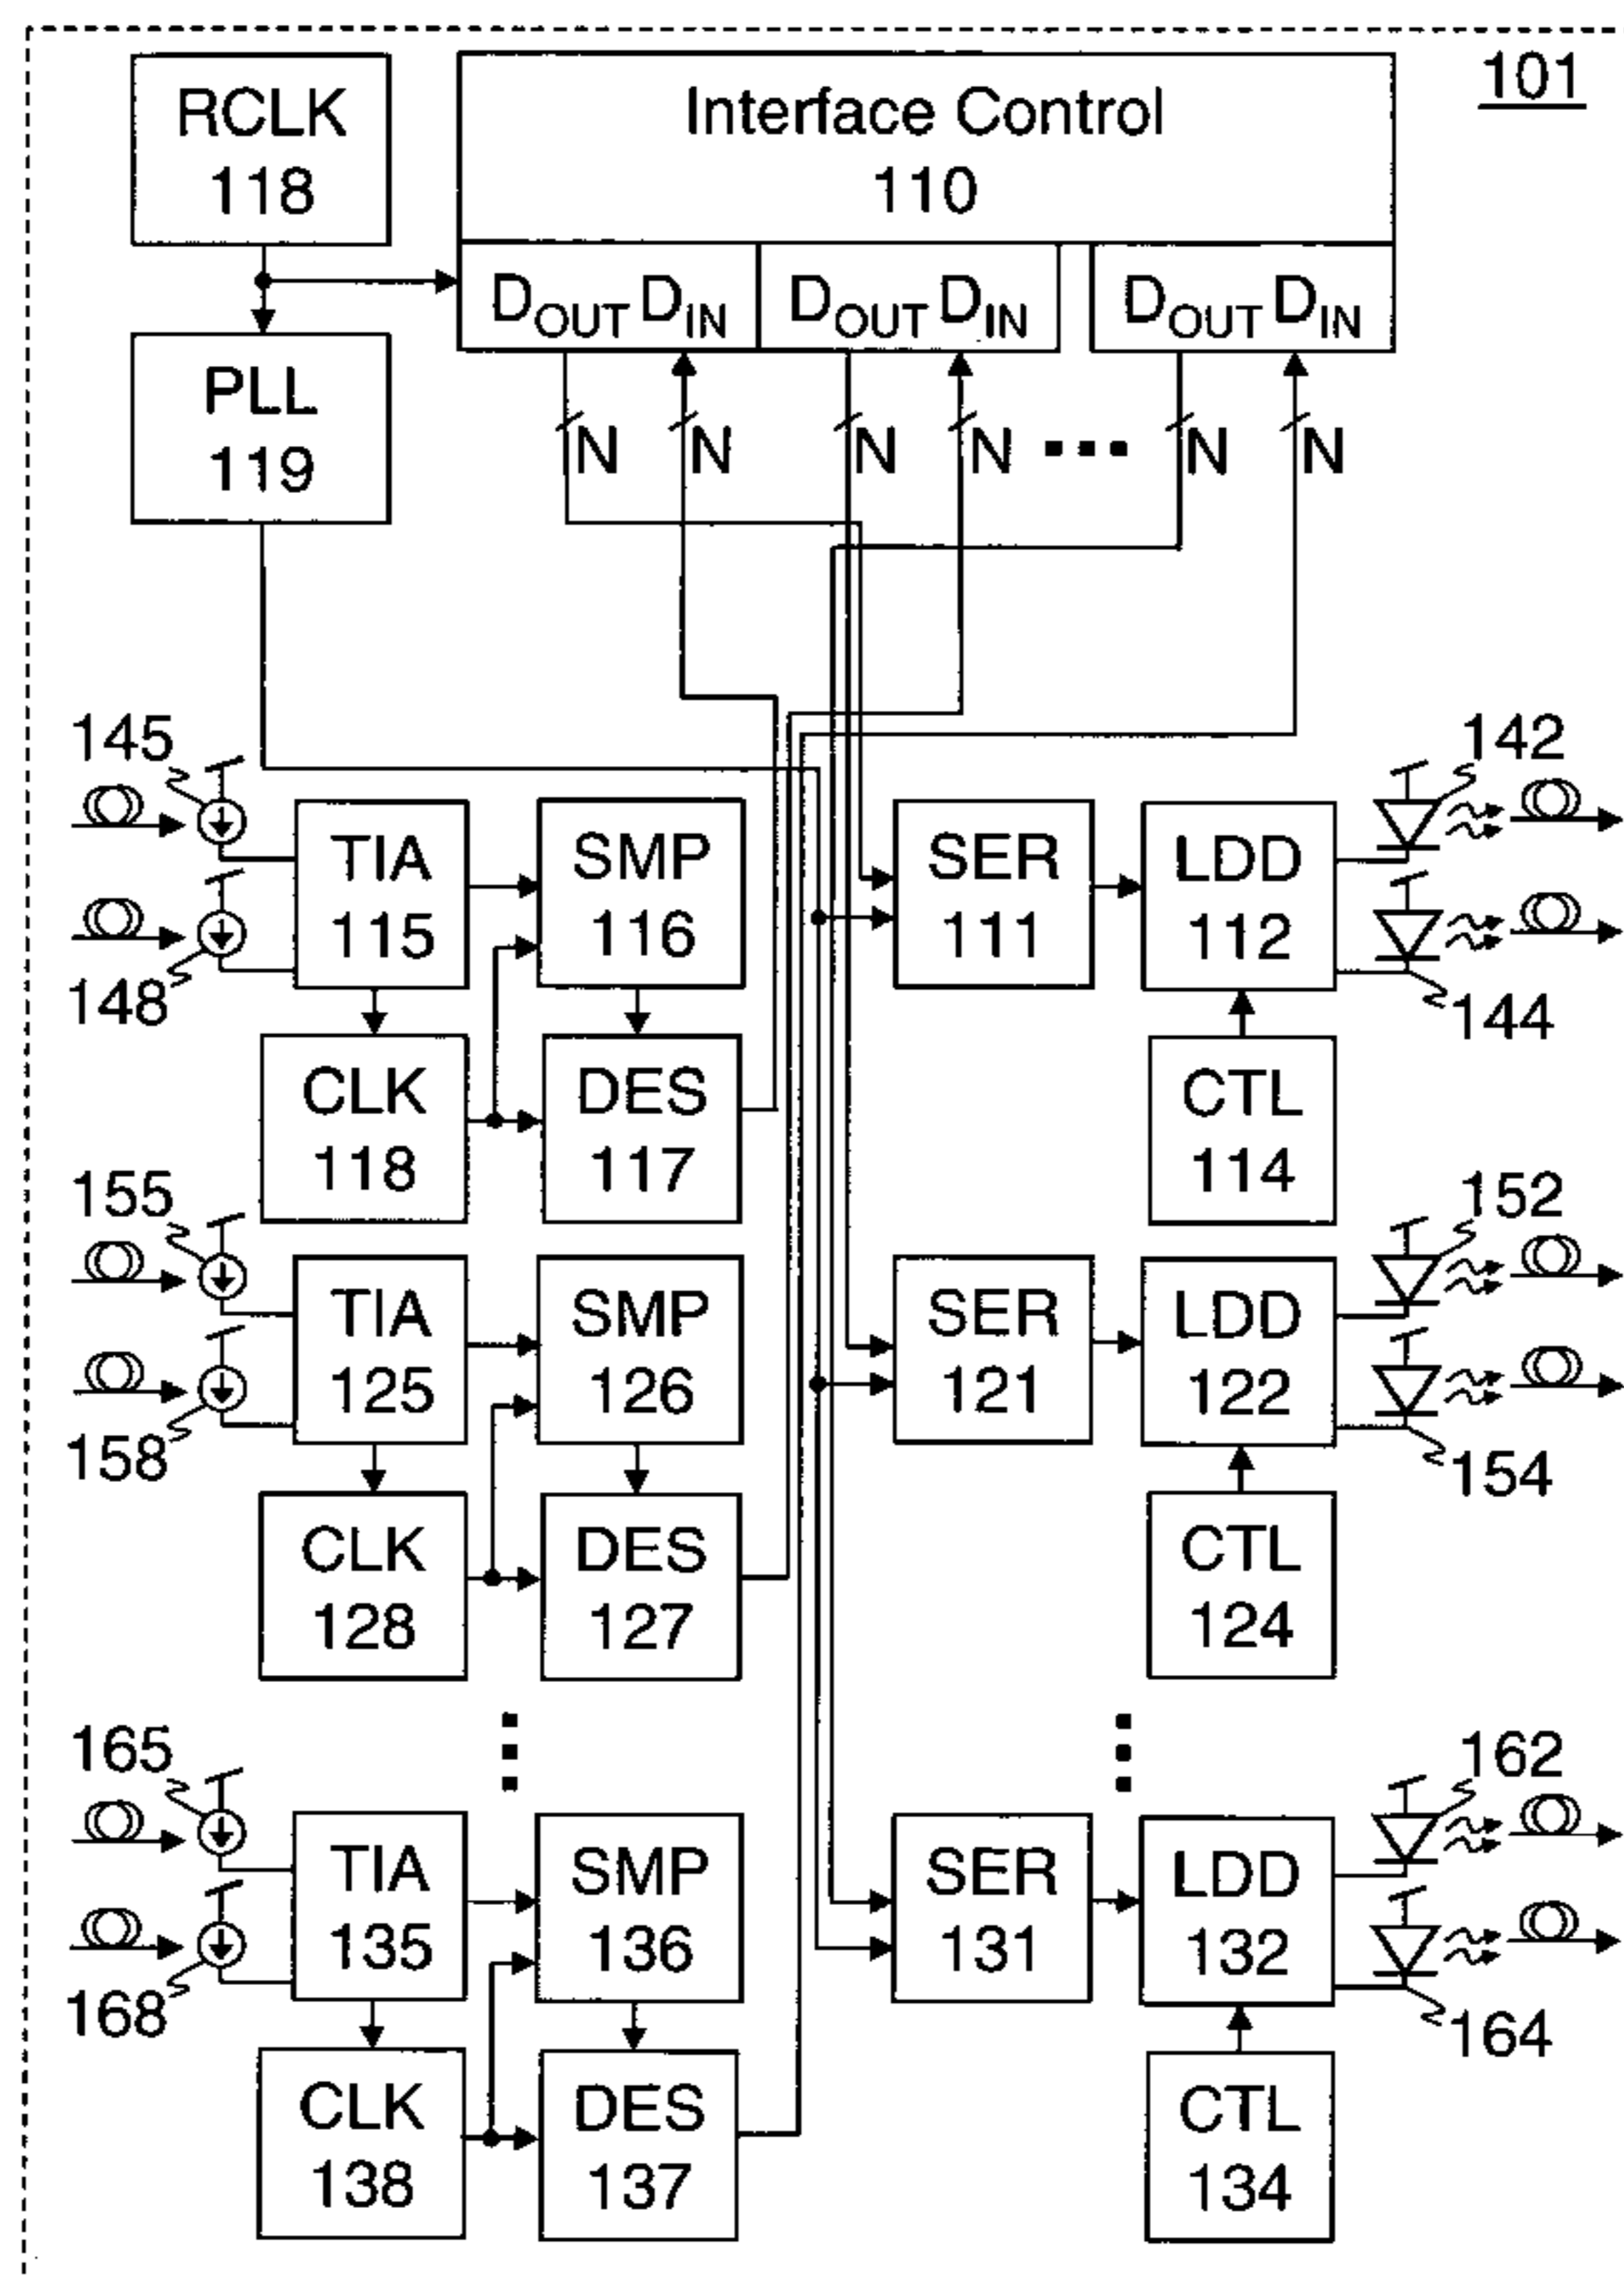 101
RCLK
118
Interface Control
110
DOUT DIN DOUT DIN DOUT DIN
PLL
119
N N N N ... N N
145
142
TIA
115
SMP
116
SER
111
LDD
112
148
144
CLK
118
DES
117
CTL
114
155
152
TIA
125
SMP
126
SER
121
LDD
122
158
154
CLK
128
DES
127
CTL
124
165
162
TIA
135
SMP
136
SER
131
LDD
132
168
164
CLK
138
DES
137
CTL
134